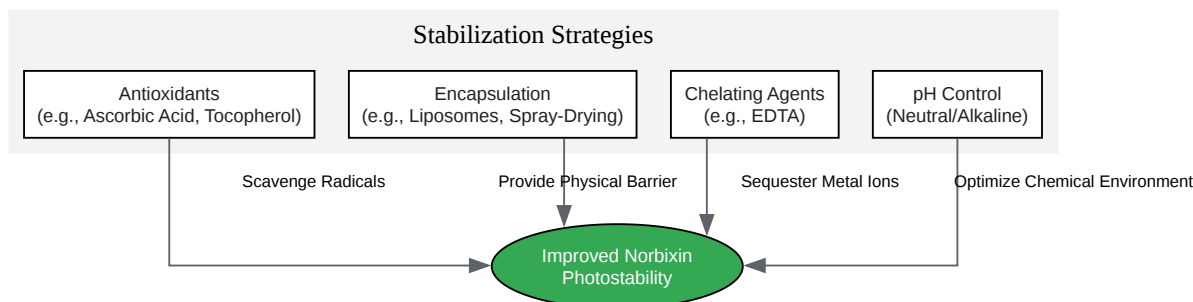 Stabilization Strategies
Antioxidants
(e.g., Ascorbic Acid, Tocopherol)
Encapsulation
(e.g., Liposomes, Spray-Drying)
Chelating Agents
(e.g., EDTA)
pH Control
(Neutral/Alkaline)
Scavenge Radicals
Provide Physical Barrier
Sequester Metal Ions
Optimize Chemical Environment
Improved Norbixin
Photostability